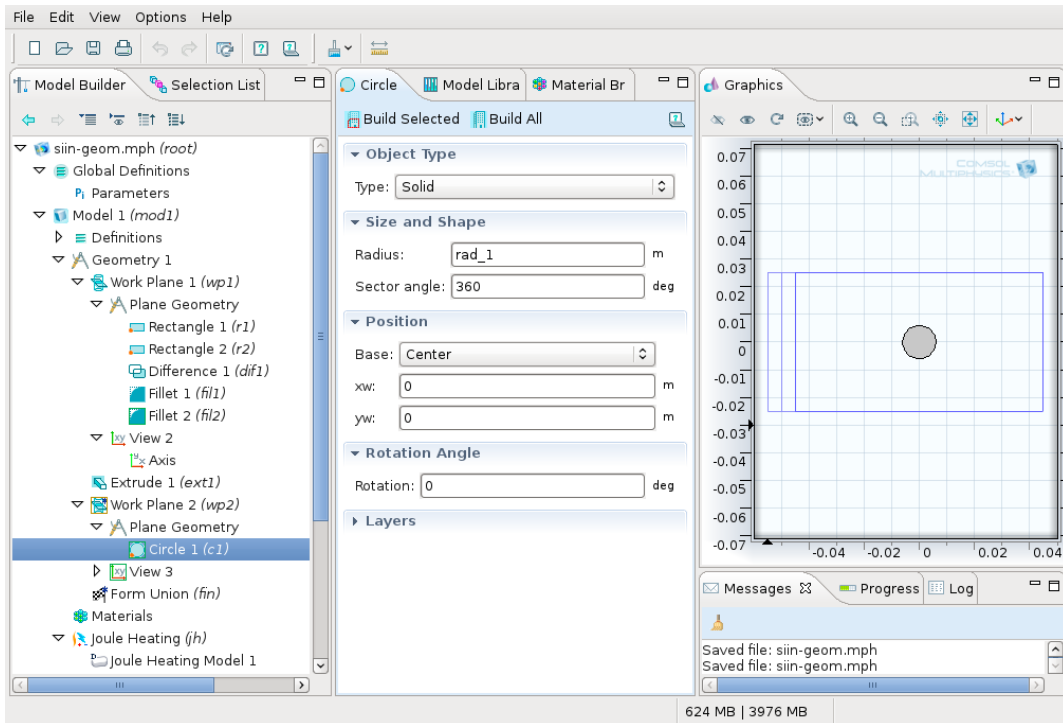 File Edit View Options Help
Model Builder
Selection List
siin-geom.mph (root)
Global Definitions
Pi Parameters
Model 1 (mod1)
Definitions
Geometry 1
Work Plane 1 (wp1)
Plane Geometry
Rectangle 1 (r1)
Rectangle 2 (r2)
Difference 1 (dif1)
Fillet 1 (fil1)
Fillet 2 (fil2)
xy View 2
Axis
Extrude 1 (ext1)
Work Plane 2 (wp2)
Plane Geometry
Circle 1 (c1)
xy View 3
Form Union (fin)
Materials
Joule Heating (jh)
Joule Heating Model 1
Circle
Model Libra
Material Br
Build Selected Build All
Object Type
Type: Solid
Size and Shape
Radius: rad_1 m
Sector angle: 360 deg
Position
Base: Center
xw: 0 m
yw: 0 m
Rotation Angle
Rotation: 0 deg
Layers
Graphics
COMSOL
MULTIPHYSICS
0.07
0.06
0.05
0.04
0.03
0.02
0.01
0
-0.01
-0.02
-0.03
-0.04
-0.05
-0.06
-0.07
-0.04 -0.02 0 0.02 0.04
Messages
Progress
Log
Saved file: siin-geom.mph
Saved file: siin-geom.mph
624 MB | 3976 MB